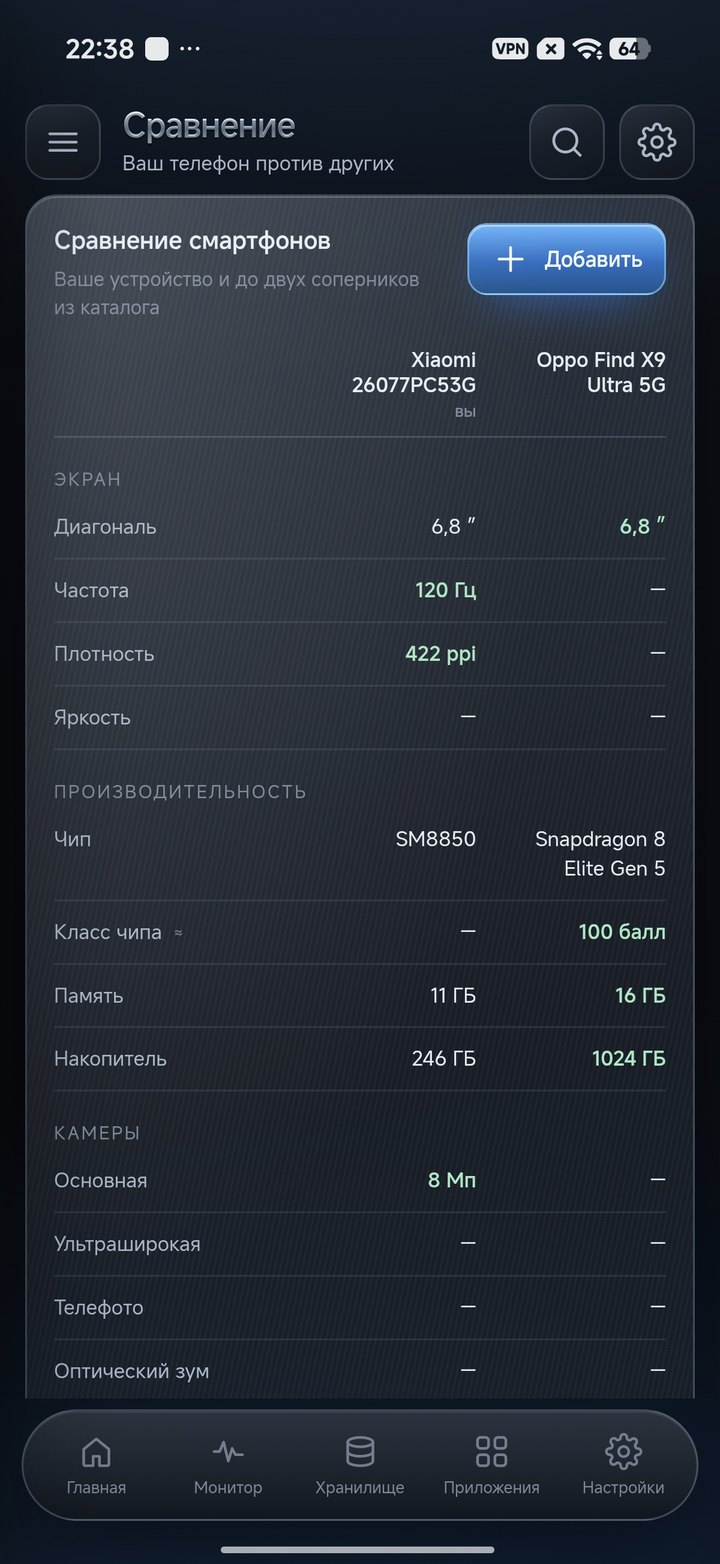 22:38 ... VPN 64
Сравнение
Ваш телефон против других
Сравнение смартфонов
Ваше устройство и до двух соперников
из каталога
Добавить
Xiaomi
26077PC53G
вы
Oppo Find X9
Ultra 5G
ЭКРАН
Диагональ 6,8 ″ 6,8 ″
Частота 120 Гц —
Плотность 422 ppi —
Яркость — —
ПРОИЗВОДИТЕЛЬНОСТЬ
Чип SM8850 Snapdragon 8
Elite Gen 5
Класс чипа ≈ — 100 балл
Память 11 ГБ 16 ГБ
Накопитель 246 ГБ 1024 ГБ
КАМЕРЫ
Основная 8 Мп —
Ультраширокая — —
Телефото — —
Оптический зум — —
Главная Монитор Хранилище Приложения Настройки